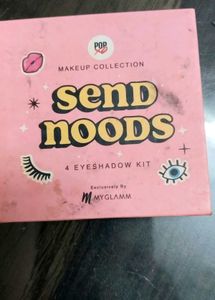 POP
MAKEUP COLLECTION
SEND
NOODS
4 EYESHADOW KIT
Exclusively By
MYGLAMM